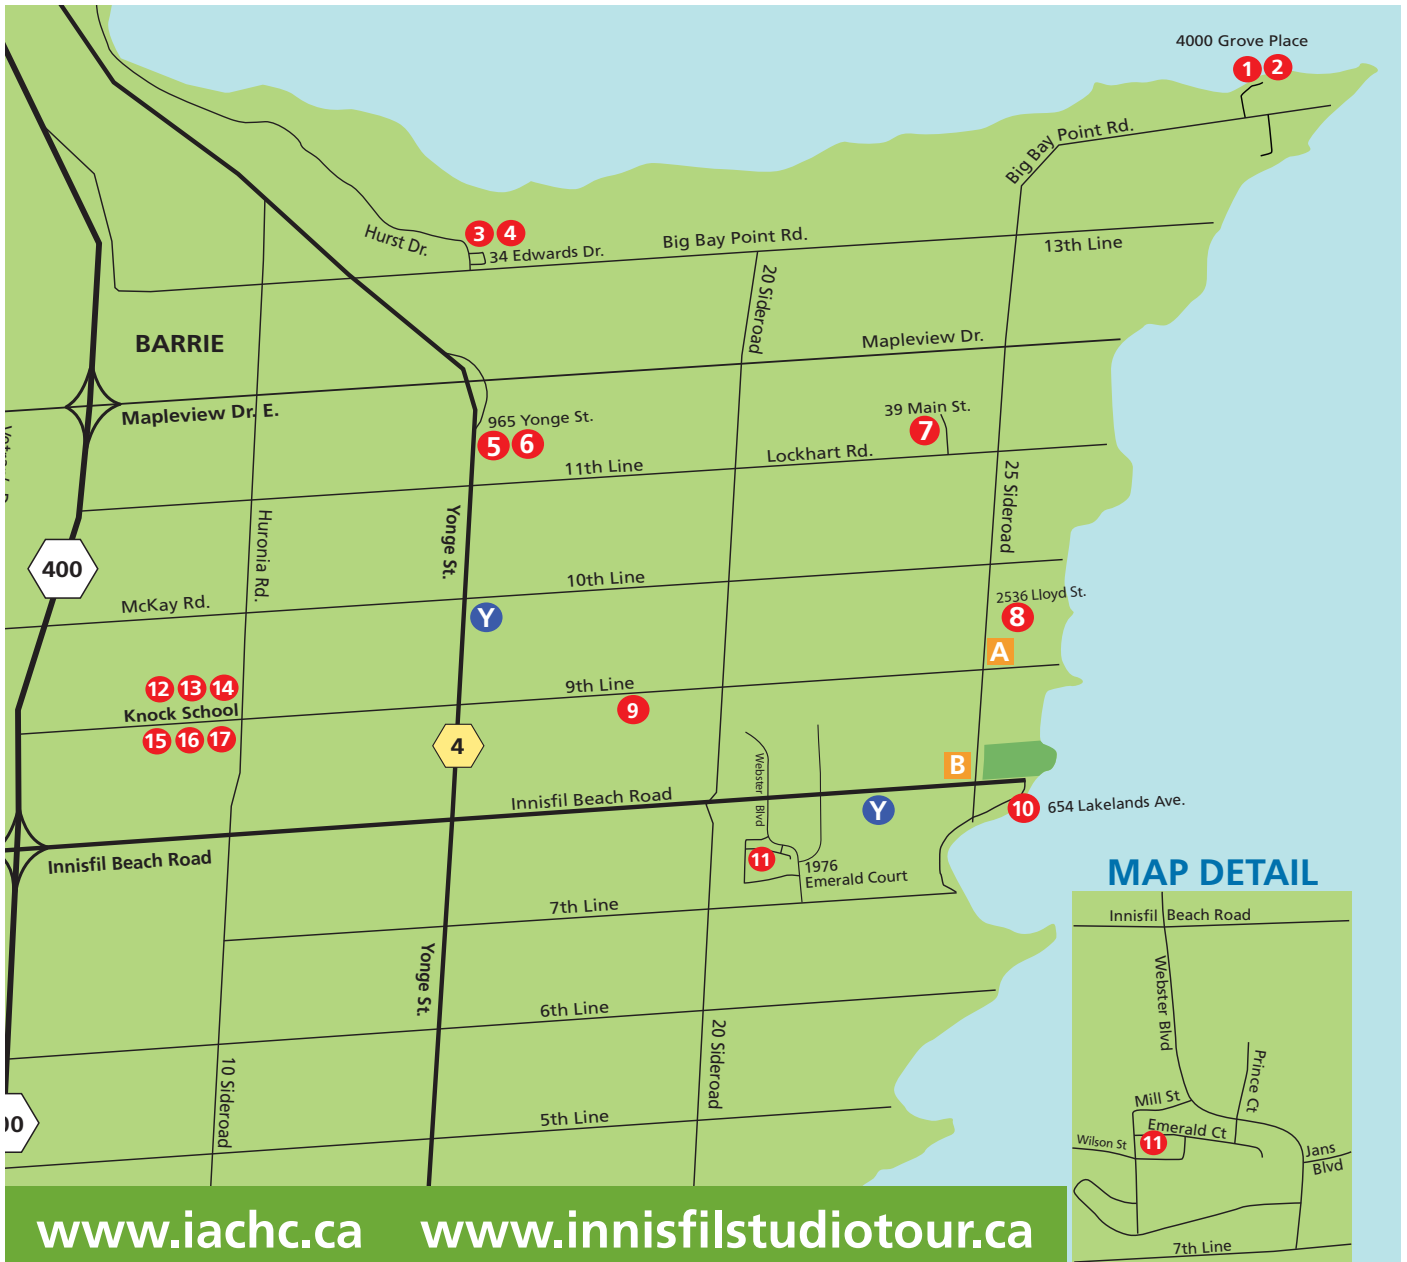 4000 Grove Place
1 2
Big Bay Point Rd.
3 4
Hurst Dr.
34 Edwards Dr.
Big Bay Point Rd.
13th Line
20 Sideroad
BARRIE
Mapleview Dr.
Mapleview Dr. E.
39 Main St.
7
965 Yonge St.
5 6
11th Line
Lockhart Rd.
25 Sideroad
Huronia Rd.
Yonge St.
400
10th Line
McKay Rd.
2536 Lloyd St.
8
Y
A
12 13 14
Knock School
15 16 17
9th Line
9
4
B
Webster Blvd
Innisfil Beach Road
Y
10
654 Lakelands Ave.
Innisfil Beach Road
11
1976
Emerald Court
7th Line
Yonge St.
6th Line
20 Sideroad
10 Sideroad
5th Line
00
MAP DETAIL
Innisfil Beach Road
Webster Blvd
Prince Ct
Mill St
Emerald Ct
Wilson St
11
Jans
Blvd
7th Line
www.iachc.ca www.innisfilstudiotour.ca